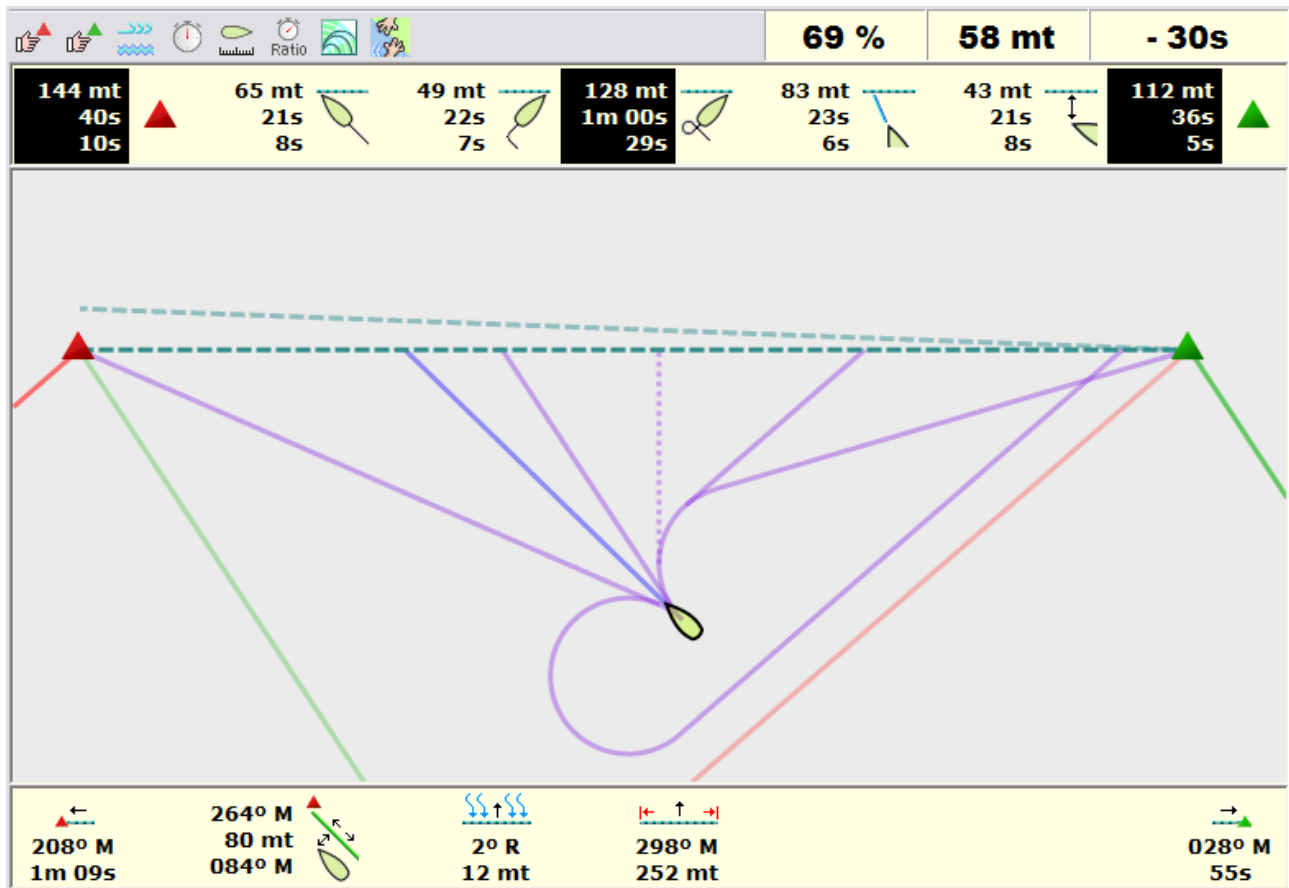 Ratio
69 %
58 mt
- 30s
144 mt
40s
10s
65 mt
21s
8s
49 mt
22s
7s
128 mt
1m 00s
29s
83 mt
23s
6s
43 mt
21s
8s
112 mt
36s
5s
208º M
1m 09s
264º M
80 mt
084º M
2º R
12 mt
298º M
252 mt
028º M
55s